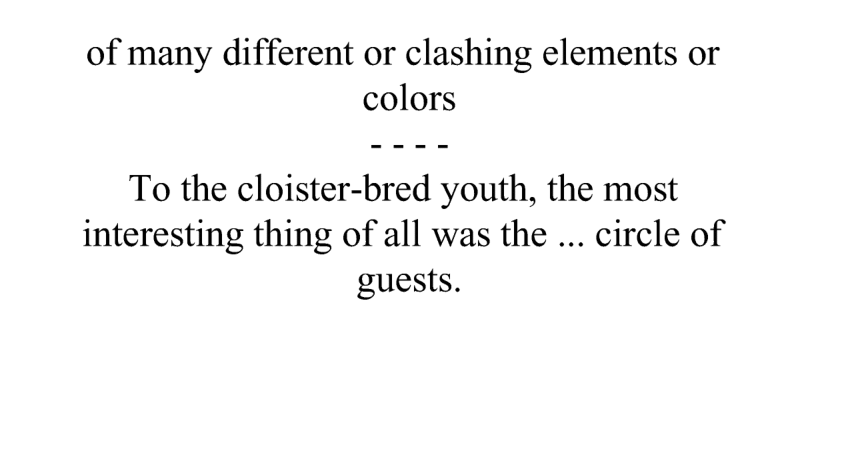 of many different or clashing elements or
colors
- - - -
To the cloister-bred youth, the most
interesting thing of all was the ... circle of
guests.